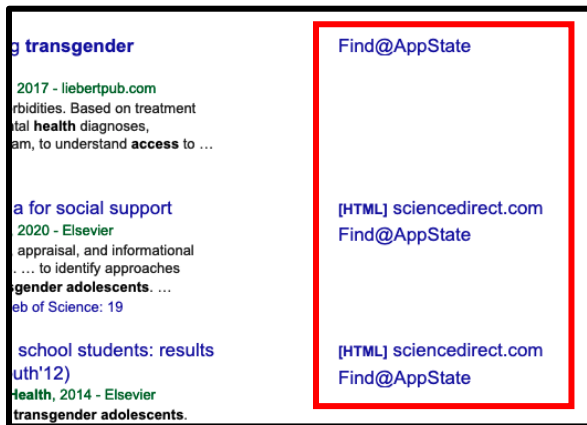 g transgender
Find@AppState
2017 - liebertpub.com
rbidities. Based on treatment
tal health diagnoses,
am, to understand access to …
a for social support
[HTML] sciencedirect.com
2020 - Elsevier
Find@AppState
, appraisal, and informational
. … to identify approaches
sgender adolescents. …
eb of Science: 19
school students: results
[HTML] sciencedirect.com
outh'12)
Find@AppState
Health, 2014 - Elsevier
transgender adolescents.